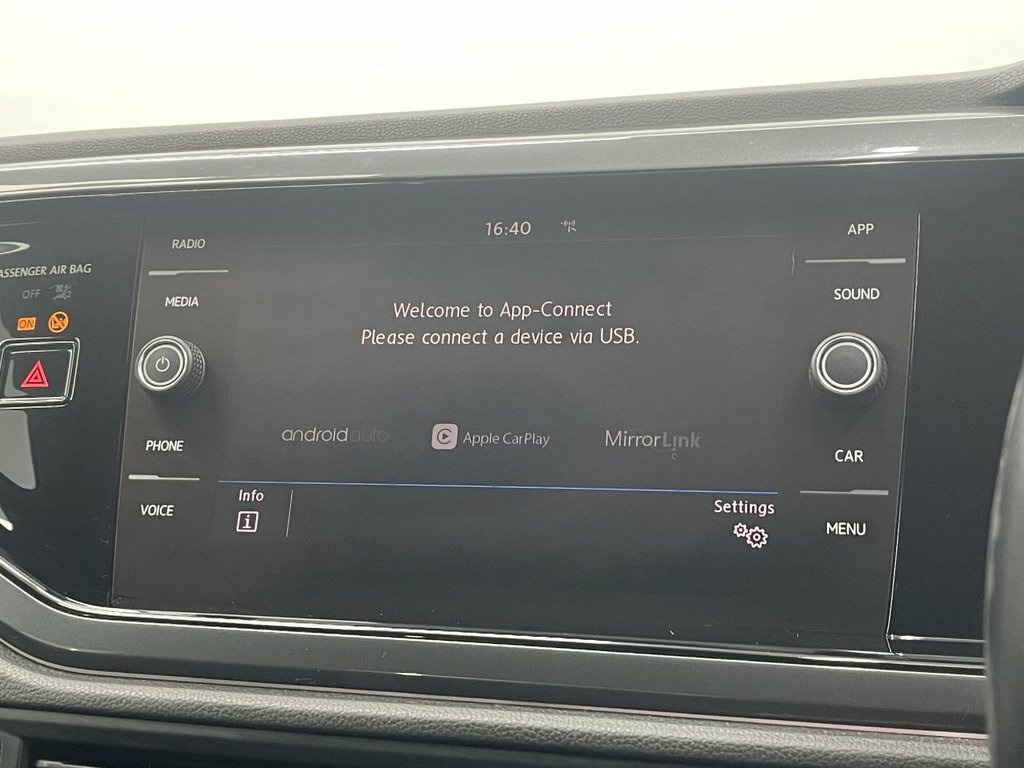 16:40
RADIO
MEDIA
PHONE
VOICE
ASSENGER AIR BAG
OFF
ON
Welcome to App-Connect
Please connect a device via USB.
androidauto
Apple CarPlay
MirrorLink
Info
i
Settings
APP
SOUND
CAR
MENU